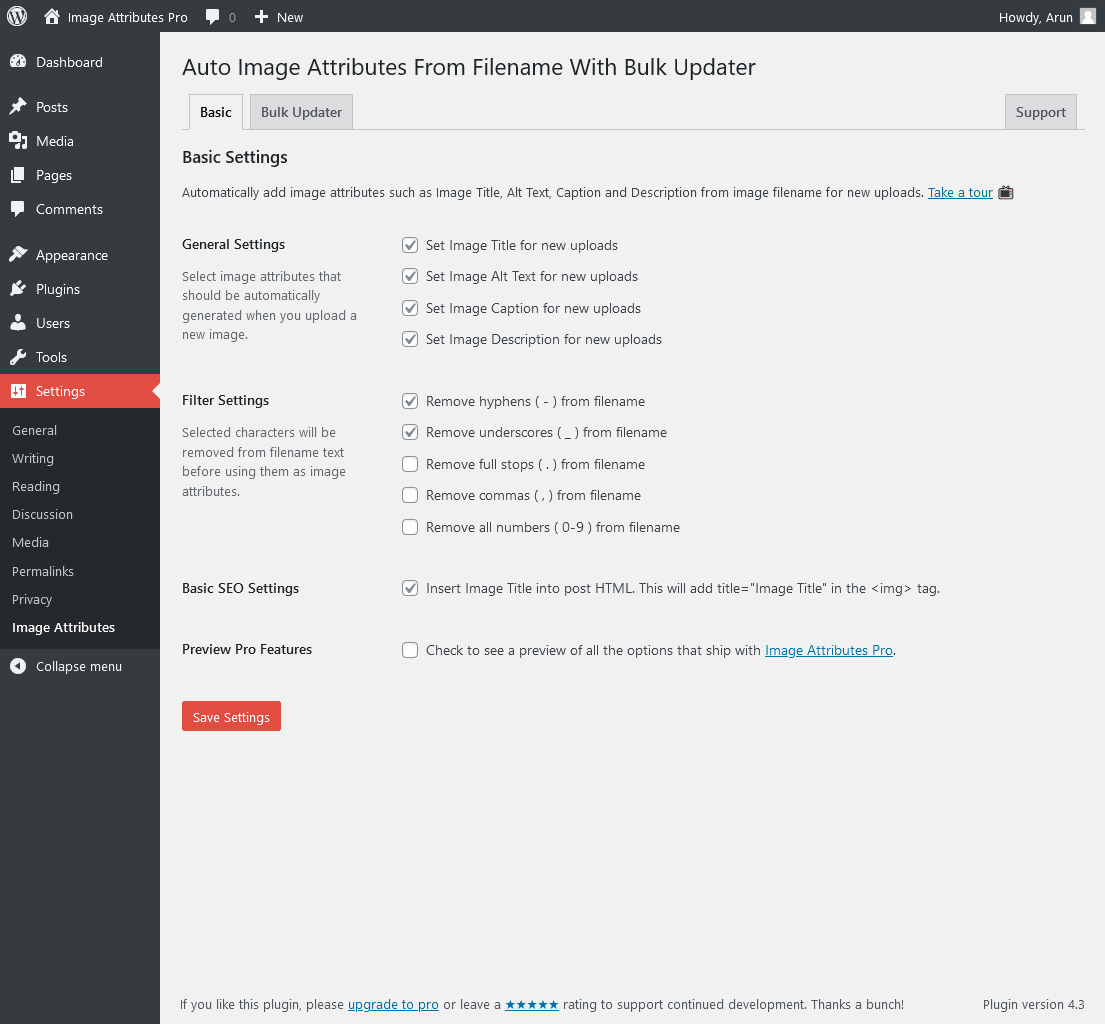 Image Attributes Pro 0 New Howdy, Arun
Dashboard
Posts
Media
Pages
Comments
Appearance
Plugins
Users
Tools
Settings
General
Writing
Reading
Discussion
Media
Permalinks
Privacy
Image Attributes
Collapse menu
Auto Image Attributes From Filename With Bulk Updater
Basic Bulk Updater Support
Basic Settings
Automatically add image attributes such as Image Title, Alt Text, Caption and Description from image filename for new uploads. Take a tour
General Settings
Select image attributes that
should be automatically
generated when you upload a
new image.
Set Image Title for new uploads
Set Image Alt Text for new uploads
Set Image Caption for new uploads
Set Image Description for new uploads
Filter Settings
Selected characters will be
removed from filename text
before using them as image
attributes.
Remove hyphens ( - ) from filename
Remove underscores ( _ ) from filename
Remove full stops ( . ) from filename
Remove commas ( , ) from filename
Remove all numbers ( 0-9 ) from filename
Basic SEO Settings
Insert Image Title into post HTML. This will add title="Image Title" in the <img> tag.
Preview Pro Features
Check to see a preview of all the options that ship with Image Attributes Pro.
Save Settings
If you like this plugin, please upgrade to pro or leave a ★★★★★ rating to support continued development. Thanks a bunch! Plugin version 4.3